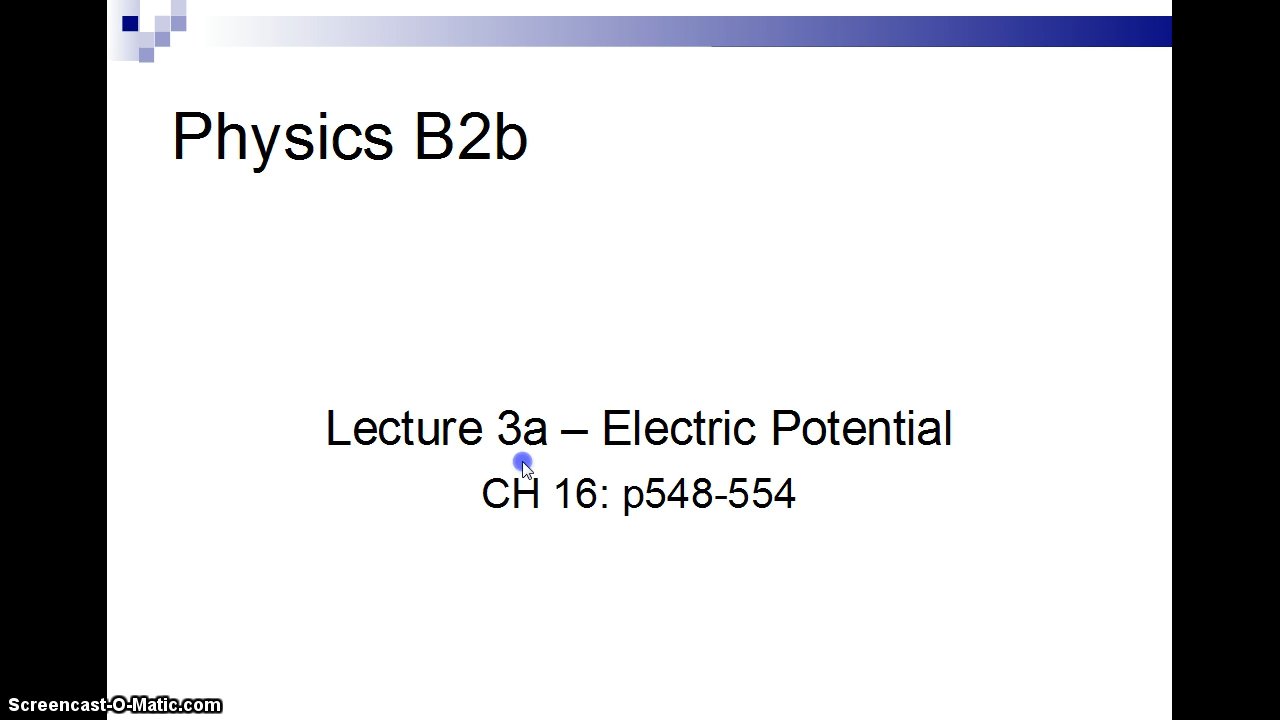 Physics B2b
Lecture 3a – Electric Potential
CH 16: p548-554
Screencast-O-Matic.com